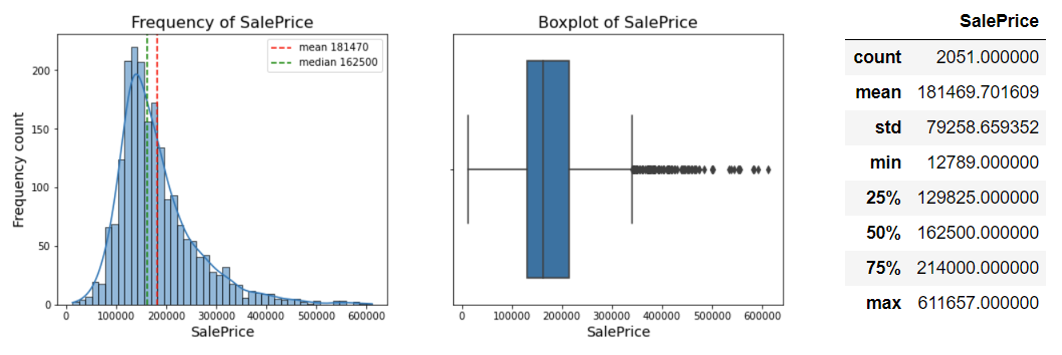 Frequency of SalePrice
mean 181470
median 162500
Frequency count
200
150
100
50
0
0 100000 200000 300000 400000 500000 600000
SalePrice
Boxplot of SalePrice
0 100000 200000 300000 400000 500000 600000
SalePrice
SalePrice
count 2051.000000
mean 181469.701609
std 79258.659352
min 12789.000000
25% 129825.000000
50% 162500.000000
75% 214000.000000
max 611657.000000